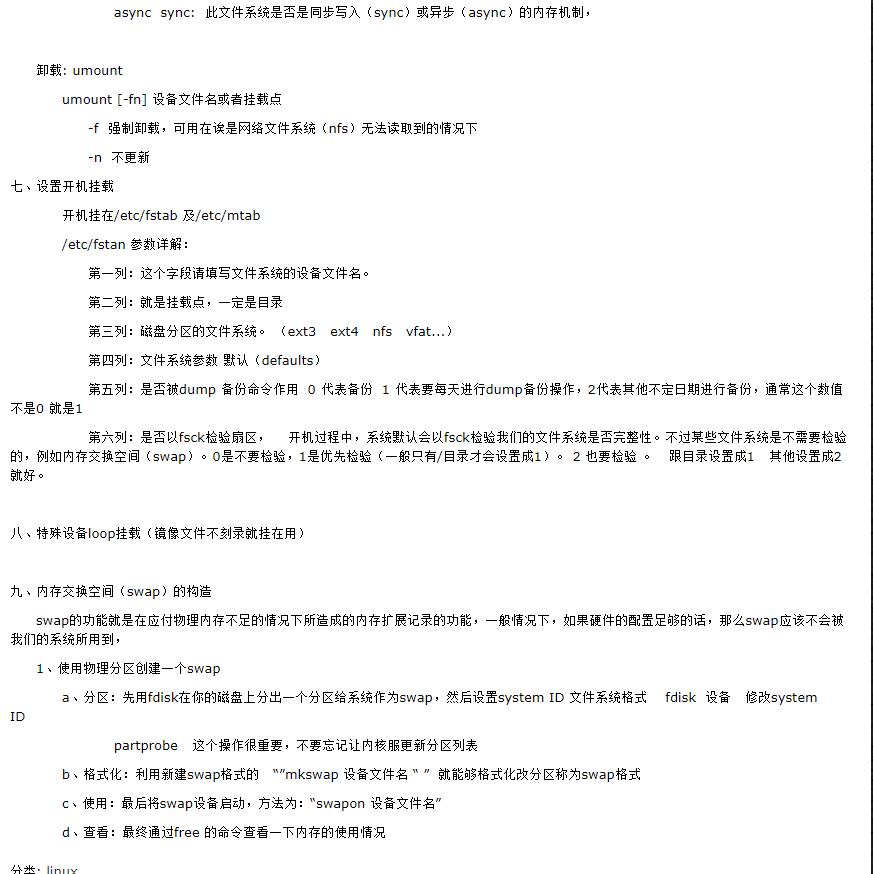 async sync: 此文件系统是否是同步写入（sync）或异步（async）的内存机制，
卸载: umount
umount [-fn] 设备文件名或者挂载点
-f 强制卸载，可用在诶是网络文件系统（nfs）无法读取到的情况下
-n 不更新
七、设置开机挂载
开机挂在/etc/fstab 及/etc/mtab
/etc/fstan 参数详解：
第一列：这个字段请填写文件系统的设备文件名。
第二列：就是挂载点，一定是目录
第三列：磁盘分区的文件系统。 （ext3 ext4 nfs vfat...）
第四列：文件系统参数 默认（defaults）
第五列：是否被dump 备份命令作用 0 代表备份 1 代表要每天进行dump备份操作，2代表其他不定日期进行备份，通常这个数值
不是0 就是1
第六列：是否以fsck检验扇区， 开机过程中，系统默认会以fsck检验我们的文件系统是否完整性。不过某些文件系统是不需要检验
的，例如内存交换空间（swap）。0是不要检验，1是优先检验（一般只有/目录才会设置成1）。 2 也要检验 。 跟目录设置成1 其他设置成2
就好。
八、特殊设备loop挂载（镜像文件不刻录就挂在用）
九、内存交换空间（swap）的构造
swap的功能就是在应付物理内存不足的情况下所造成的内存扩展记录的功能，一般情况下，如果硬件的配置足够的话，那么swap应该不会被
我们的系统所用到，
1、使用物理分区创建一个swap
a、分区：先用fdisk在你的磁盘上分出一个分区给系统作为swap，然后设置system ID 文件系统格式 fdisk 设备 修改system
ID
partprobe 这个操作很重要，不要忘记让内核服更新分区列表
b、格式化：利用新建swap格式的 “”mkswap 设备文件名 “ ” 就能够格式化改分区称为swap格式
c、使用：最后将swap设备启动，方法为：“swapon 设备文件名”
d、查看：最终通过free 的命令查看一下内存的使用情况
分类: linux